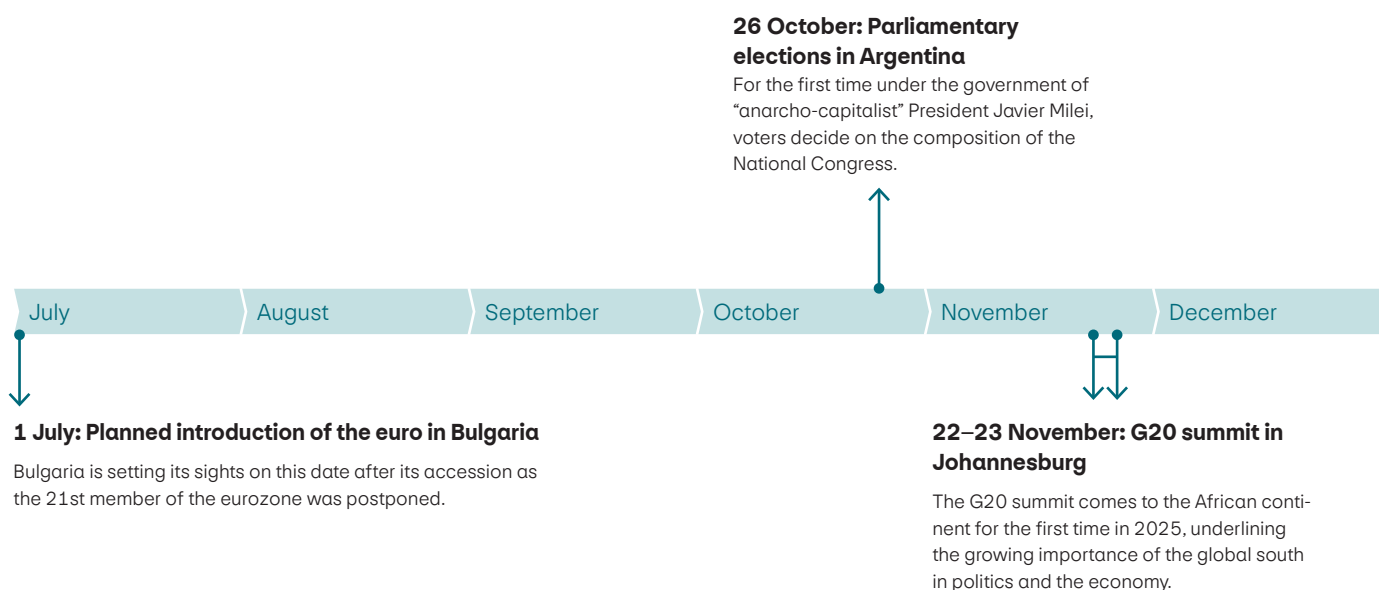 26 October: Parliamentary
elections in Argentina
For the first time under the government of
“anarcho-capitalist” President Javier Milei,
voters decide on the composition of the
National Congress.
July
August
September
October
November
December
1 July: Planned introduction of the euro in Bulgaria
Bulgaria is setting its sights on this date after its accession as
the 21st member of the eurozone was postponed.
22–23 November: G20 summit in
Johannesburg
The G20 summit comes to the African conti-
nent for the first time in 2025, underlining
the growing importance of the global south
in politics and the economy.